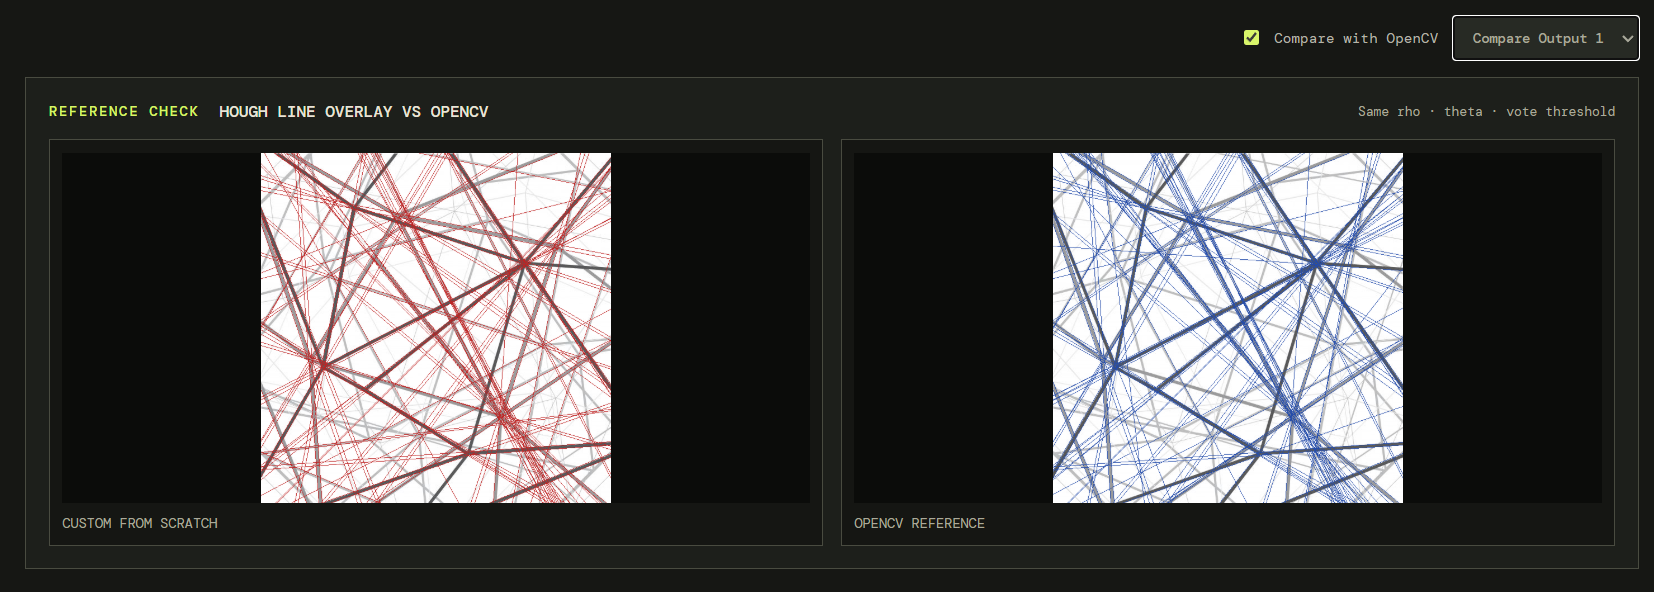 Compare with OpenCV
Compare Output 1
REFERENCE CHECK HOUGH LINE OVERLAY VS OPENCV
Same rho · theta · vote threshold
CUSTOM FROM SCRATCH
OPENCV REFERENCE